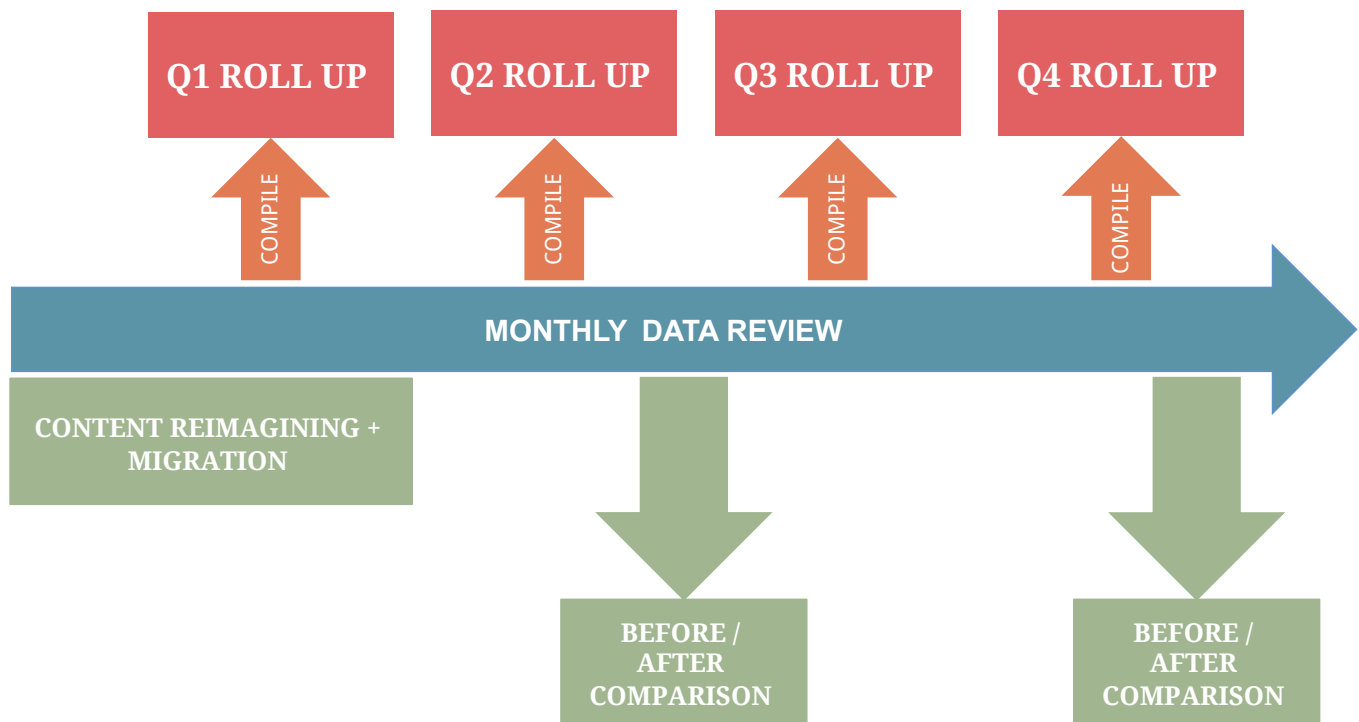 Q1 ROLL UP
Q2 ROLL UP
Q3 ROLL UP
Q4 ROLL UP
COMPILE
COMPILE
COMPILE
COMPILE
MONTHLY  DATA REVIEW
CONTENT REIMAGINING +
MIGRATION
BEFORE /
AFTER
COMPARISON
BEFORE /
AFTER
COMPARISON